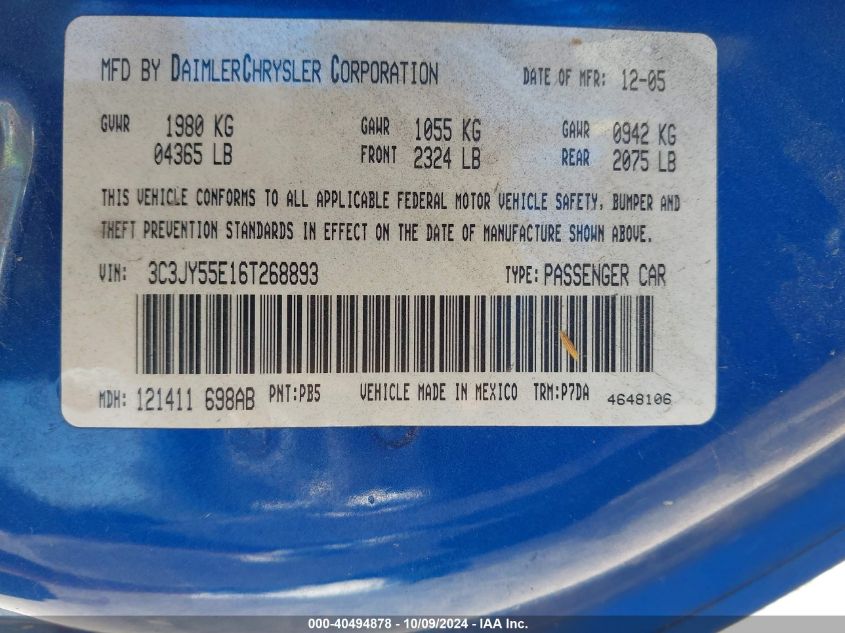 MFD BY DAIMLERCHRYSLER CORPORATION DATE OF MFR: 12-05
GVWR 1980 KG GAWR 1055 KG GAWR 0942 KG
04365 LB FRONT 2324 LB REAR 2075 LB
THIS VEHICLE CONFORMS TO ALL APPLICABLE FEDERAL MOTOR VEHICLE SAFETY, BUMPER AND
THEFT PREVENTION STANDARDS IN EFFECT ON THE DATE OF MANUFACTURE SHOWN ABOVE.
VIN: 3C3JY55E16T268893 TYPE: PASSENGER CAR
MDH: 121411 698AB PNT:PB5 VEHICLE MADE IN MEXICO TRM:P7DA 4648106
000-40494878 - 10/09/2024 - IAA, Inc.